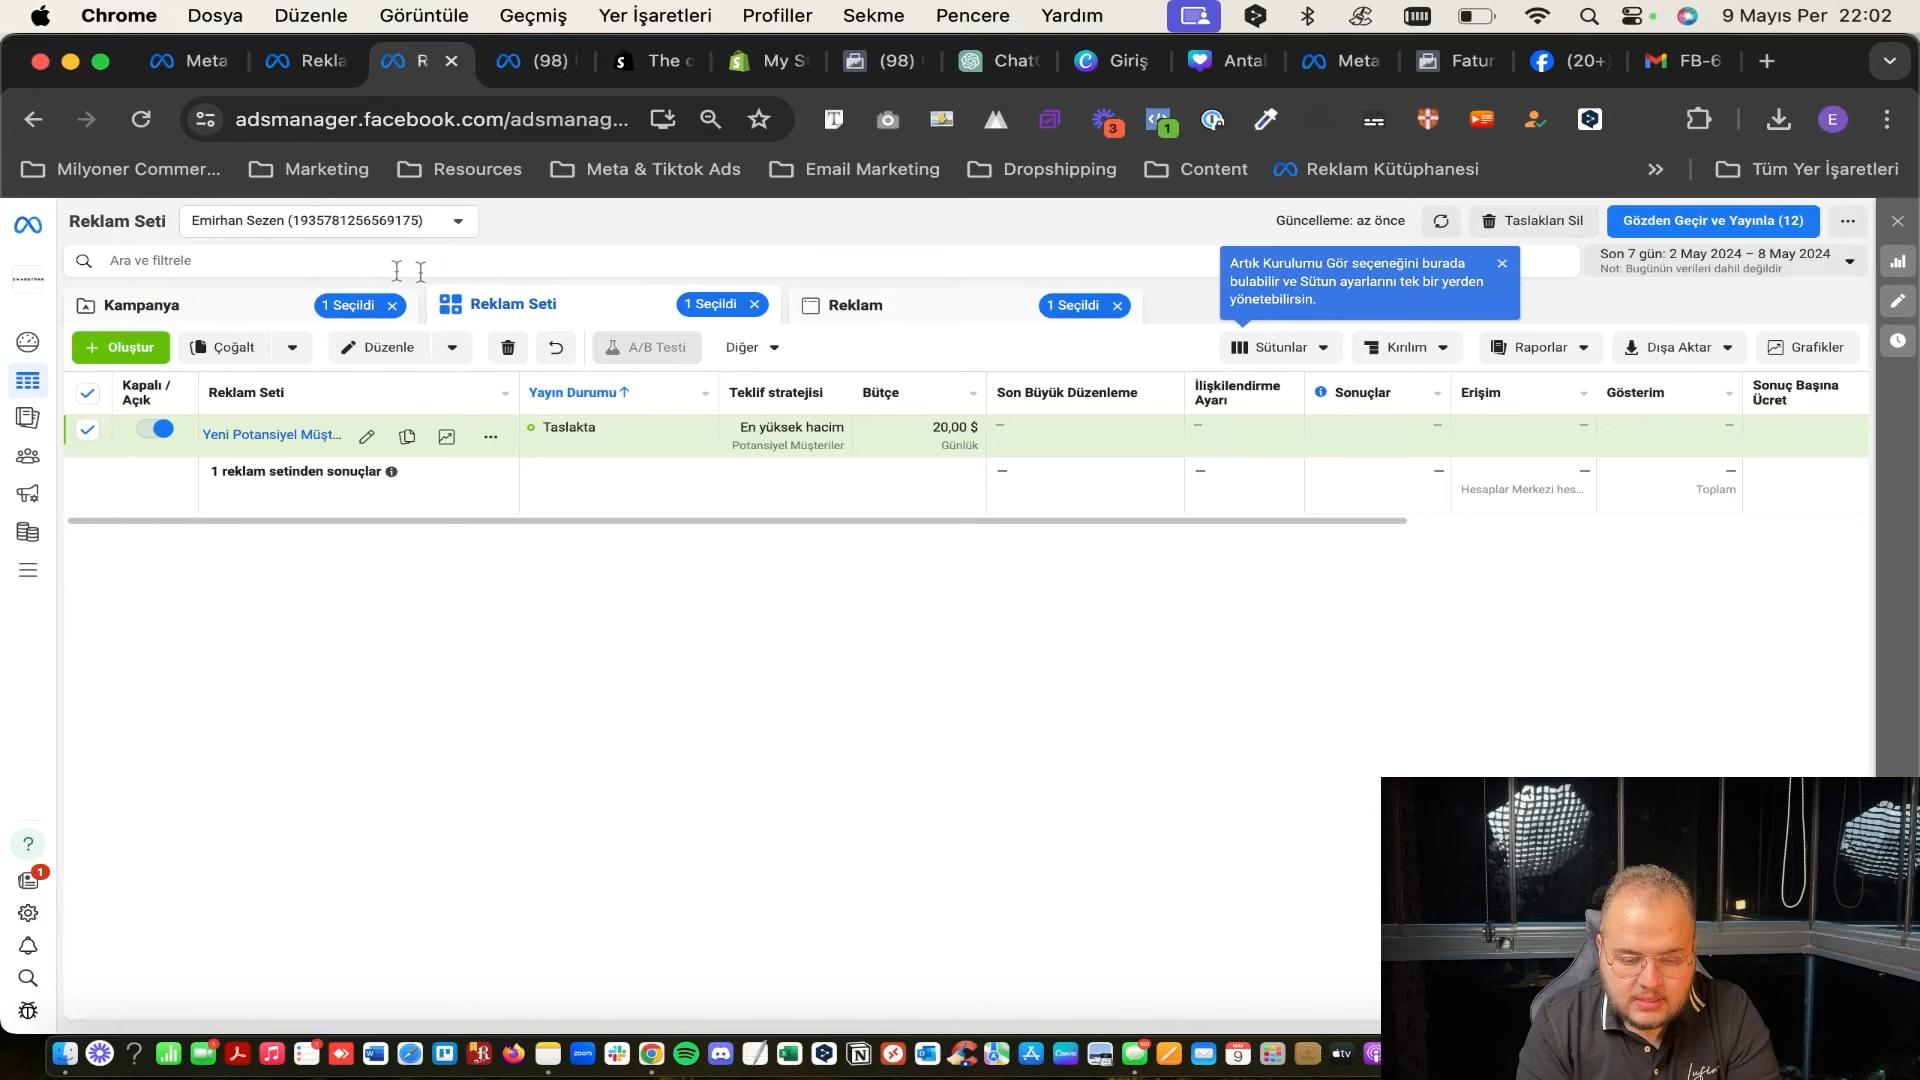 Chrome Dosya Düzenle Görüntüle Geçmiş Yer İşaretleri Profiller Sekme Pencere Yardım 9 Mayıs Per 22:02
Meta Rekla R (98) The c My S (98) Chat Giriş Antal Meta Fatur (20+) FB-6
adsmanager.facebook.com/adsmanag... 3 1 E
Milyoner Commer... Marketing Resources Meta & Tiktok Ads Email Marketing Dropshipping Content Reklam Kütüphanesi Tüm Yer İşaretleri
Reklam Seti Emirhan Sezen (1935781256569175) Güncelleme: az önce Taslakları Sil Gözden Geçir ve Yayınla (12)
Ara ve filtrele
Son 7 gün: 2 May 2024 – 8 May 2024
Not: Bugünün verileri dahil değildir
Artık Kurulumu Gör seçeneğini burada
bulabilir ve Sütun ayarlarını tek bir yerden
yönetebilirsin.
Kampanya 1 Seçildi Reklam Seti 1 Seçildi Reklam 1 Seçildi
+ Oluştur Çoğalt Düzenle A/B Testi Diğer Sütunlar Kırılım Raporlar Dışa Aktar Grafikler
Kapalı / Açık Reklam Seti Yayın Durumu ↑ Teklif stratejisi Bütçe Son Büyük Düzenleme İlişkilendirme Ayarı Sonuçlar Erişim Gösterim Sonuç Başına Ücret
Yeni Potansiyel Müşt... Taslakta En yüksek hacim 20,00 $ — — — — —
Potansiyel Müşteriler Günlük
1 reklam setinden sonuçlar — — — — —
Hesaplar Merkezi hes... Toplam
? 
1
zoom
9
tv